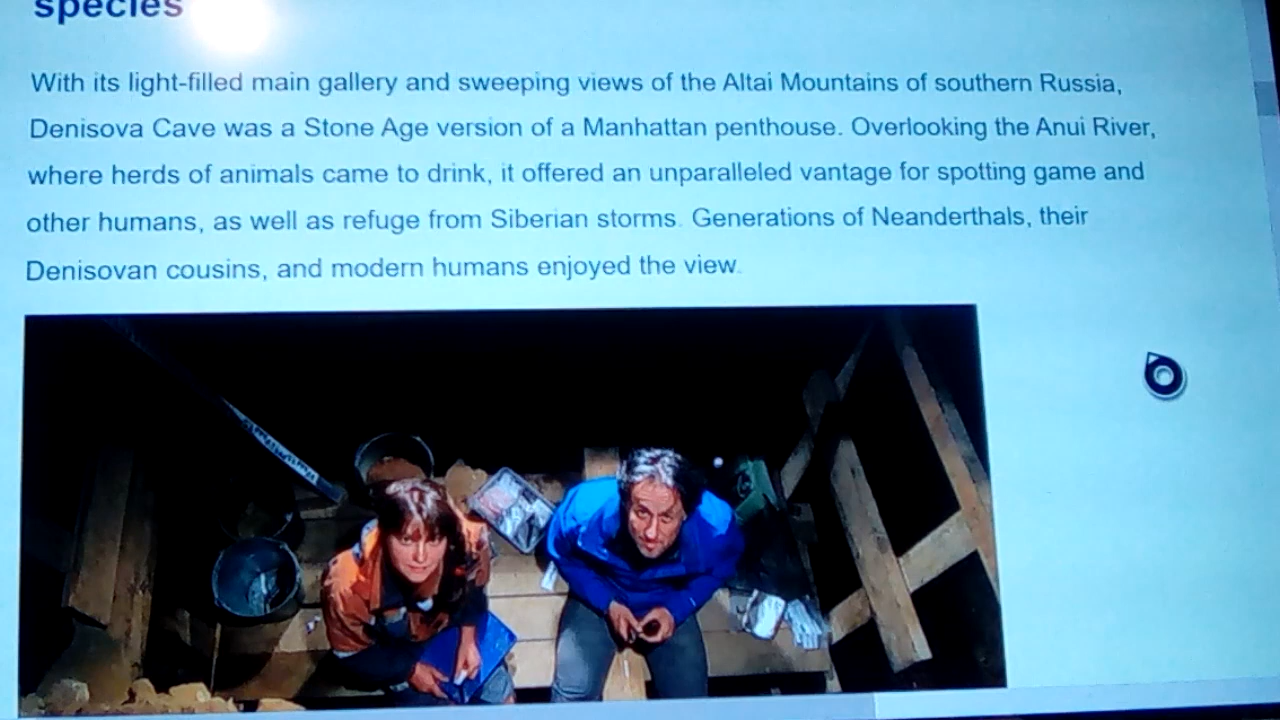 species
With its light-filled main gallery and sweeping views of the Altai Mountains of southern Russia,
Denisova Cave was a Stone Age version of a Manhattan penthouse. Overlooking the Anui River,
where herds of animals came to drink, it offered an unparalleled vantage for spotting game and
other humans, as well as refuge from Siberian storms. Generations of Neanderthals, their
Denisovan cousins, and modern humans enjoyed the view.